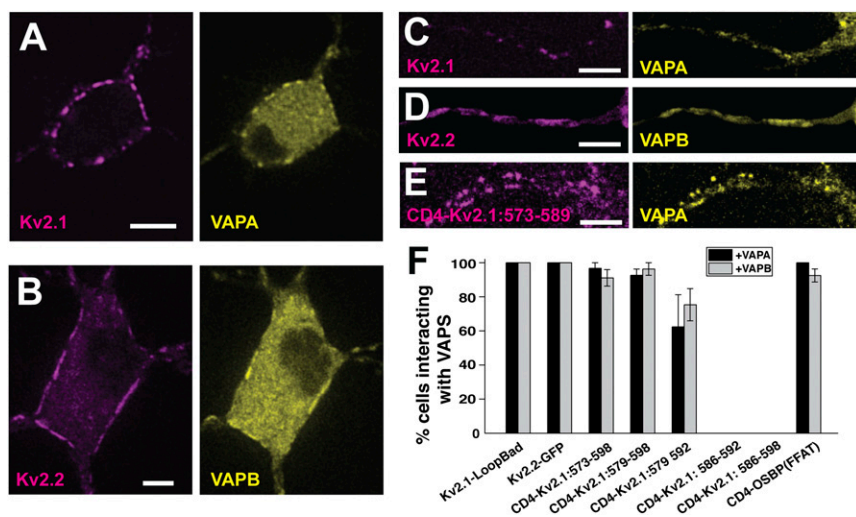 A
Kv2.1
VAPA
B
Kv2.2
VAPB
C
Kv2.1
VAPA
D
Kv2.2
VAPB
E
CD4-Kv2.1:573-589
VAPA
F
+VAPA
+VAPB
% cells interacting
with VAPS
100
80
60
40
20
0
Kv2.1-LoopBad
Kv2.2-GFP
CD4-Kv2.1:573-598
CD4-Kv2.1:579-598
CD4-Kv2.1:579 592
CD4-Kv2.1: 586-592
CD4-Kv2.1: 586-598
CD4-OSBP(FFAT)